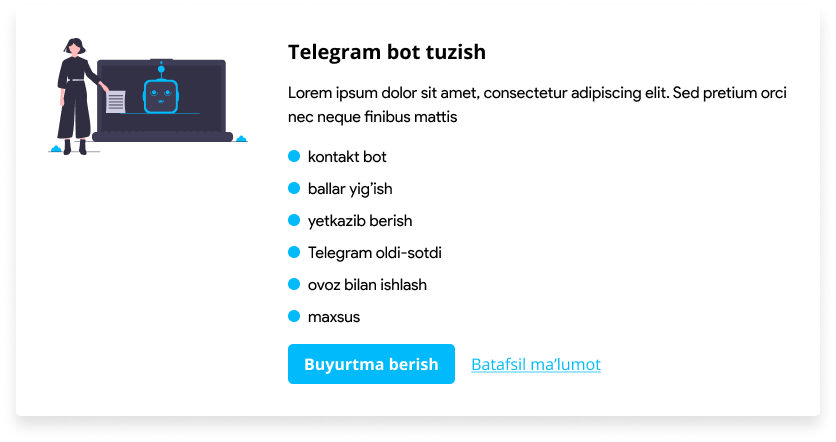 Telegram bot tuzish
Lorem ipsum dolor sit amet, consectetur adipiscing elit. Sed pretium orci
nec neque finibus mattis
kontakt bot
ballar yig‘ish
yetkazib berish
Telegram oldi-sotdi
ovoz bilan ishlash
maxsus
Buyurtma berish
Batafsil ma’lumot